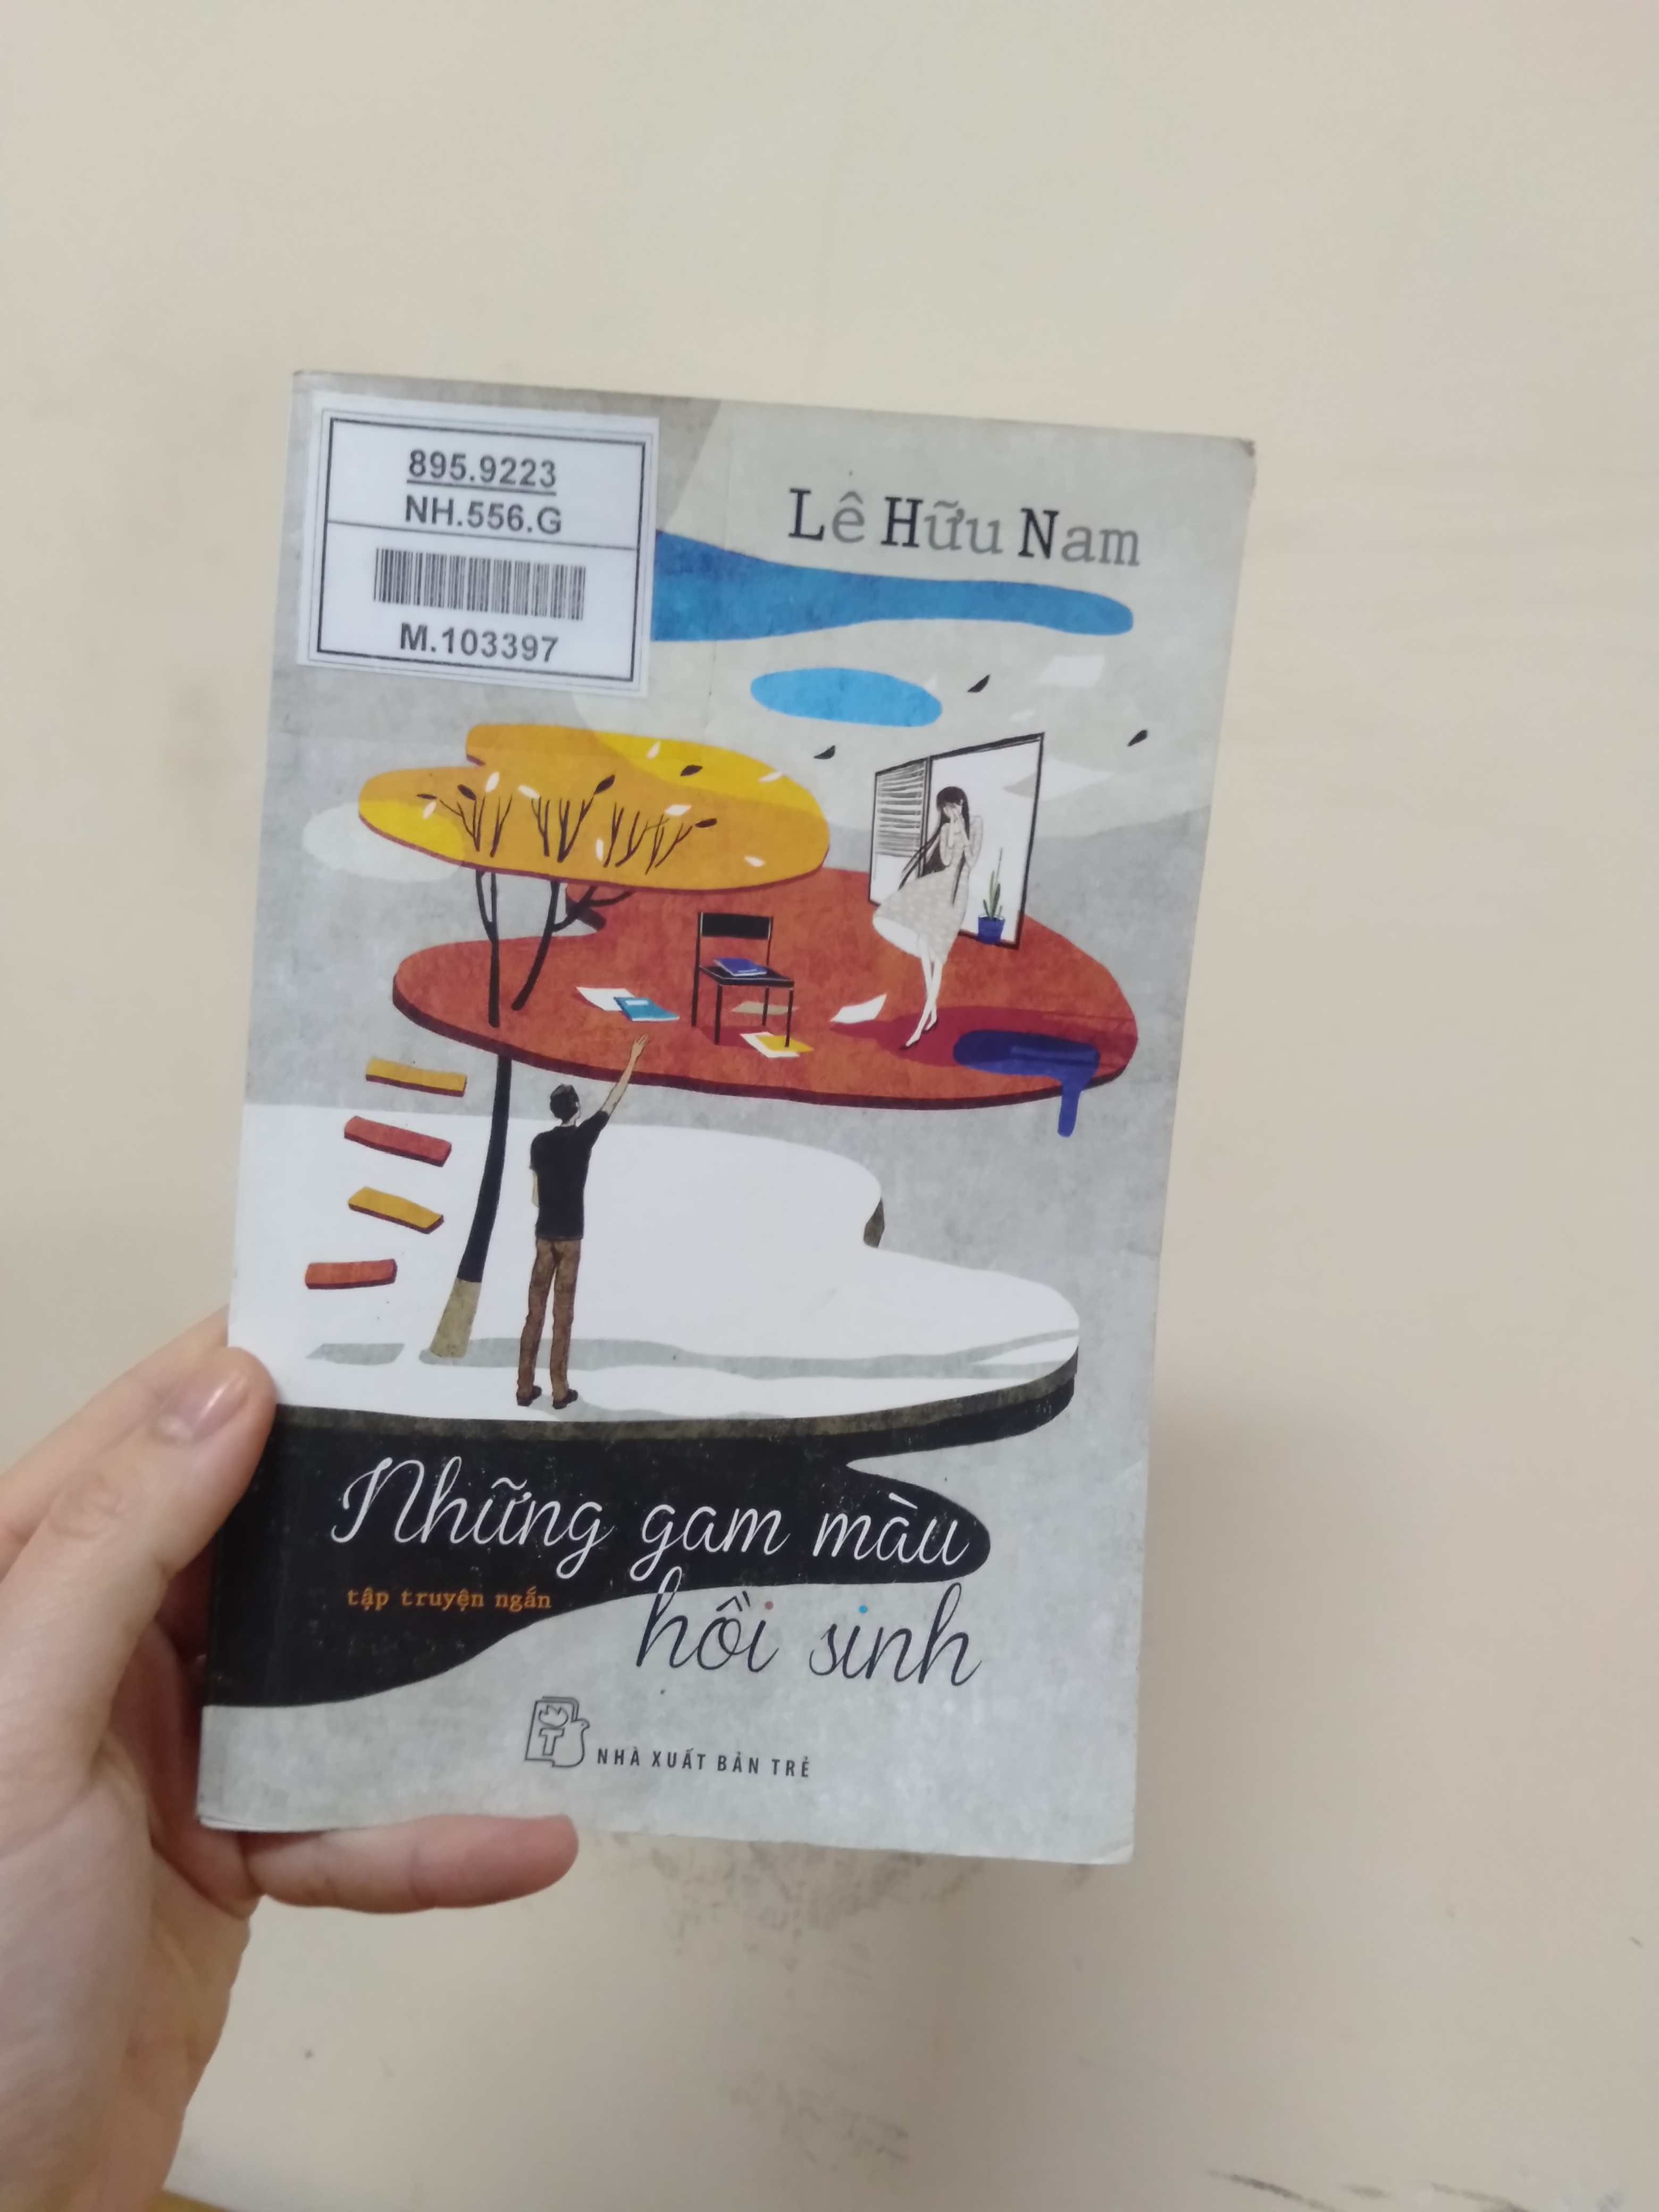 895.9223
NH.556.G
M.103397
Lê Hữu Nam
Những gam màu
tập truyện ngắn
hồi sinh
T
NHÀ XUẤT BẢN TRẺ